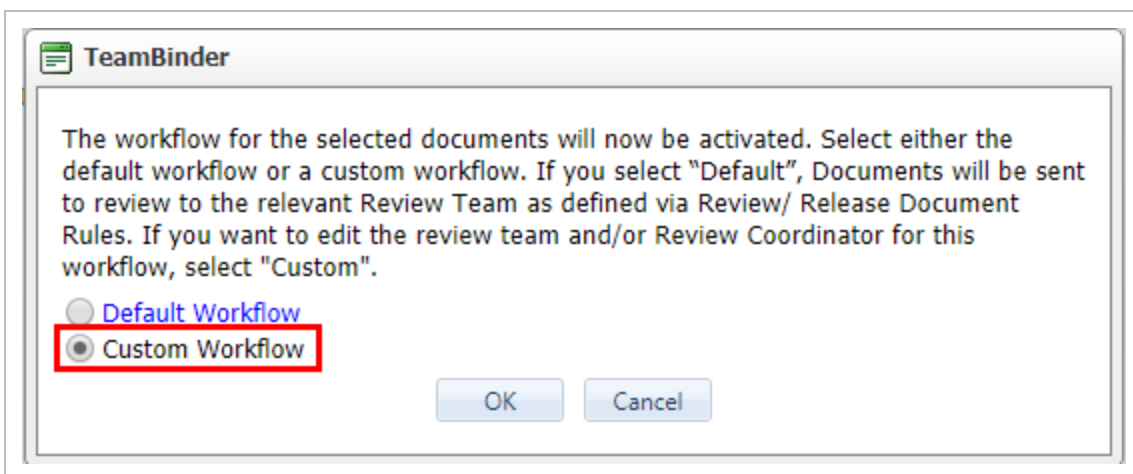 TeamBinder
The workflow for the selected documents will now be activated. Select either the
default workflow or a custom workflow. If you select “Default”, Documents will be sent
to review to the relevant Review Team as defined via Review/ Release Document
Rules. If you want to edit the review team and/or Review Coordinator for this
workflow, select "Custom".
Default Workflow
Custom Workflow
OK Cancel